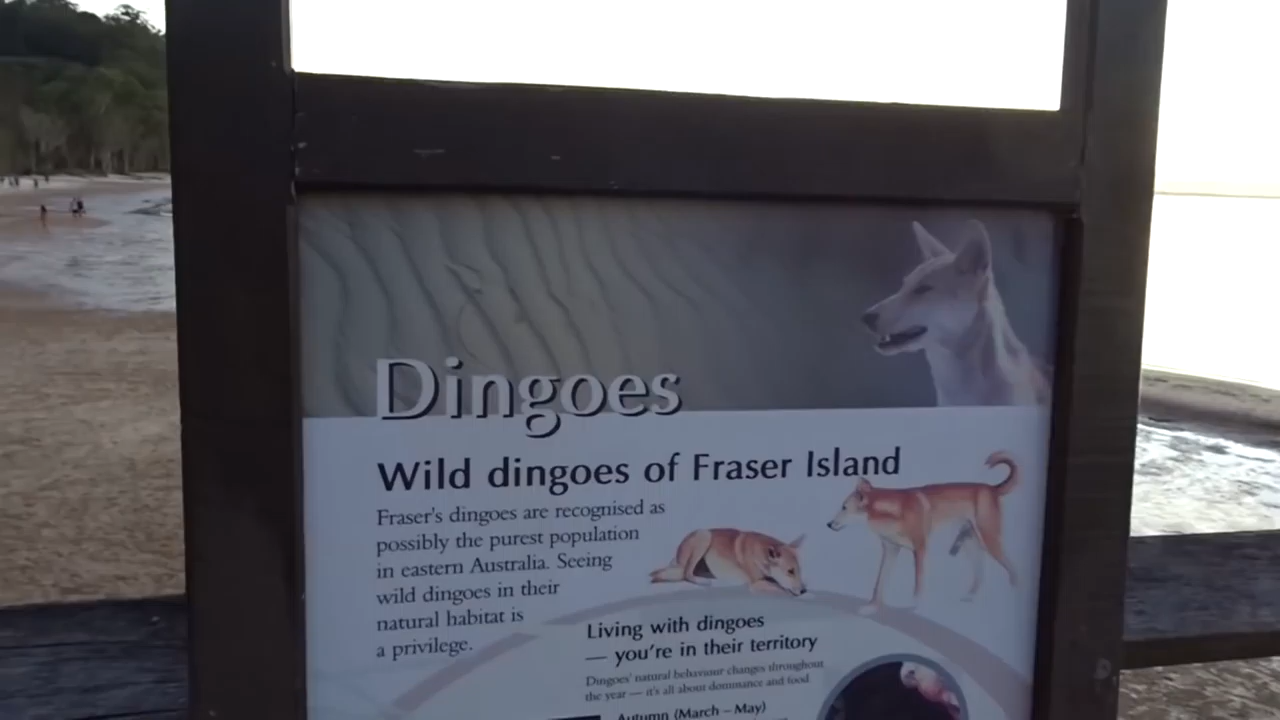 Dingoes
Wild dingoes of Fraser Island
Fraser's dingoes are recognised as
possibly the purest population
in eastern Australia. Seeing
wild dingoes in their
natural habitat is
a privilege.
Living with dingoes
— you're in their territory
Dingoes' natural behaviour changes throughout
the year — it's all about dominance and food
Autumn (March – May)